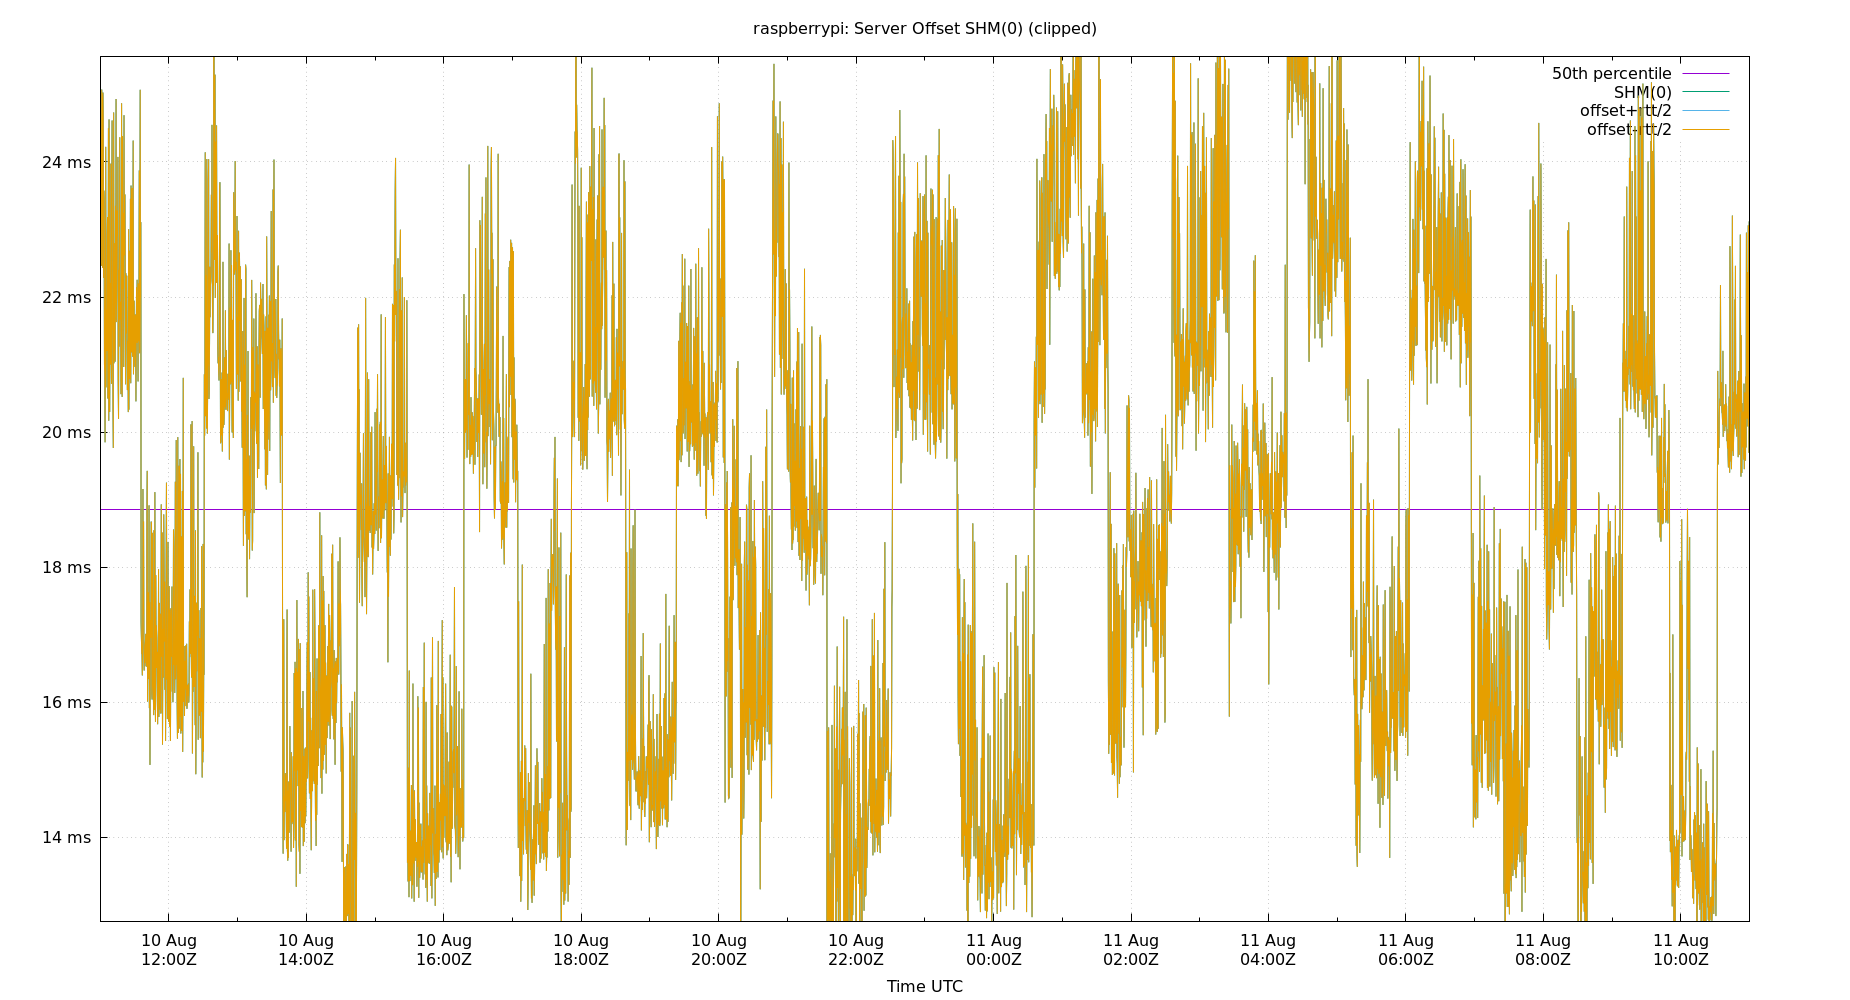 raspberrypi: Server Offset SHM(0) (clipped)
50th percentile
SHM(0)
offset+rtt/2
offset-rtt/2
24 ms
22 ms
20 ms
18 ms
16 ms
14 ms
10 Aug 10 Aug 10 Aug 10 Aug 10 Aug 10 Aug 11 Aug 11 Aug 11 Aug 11 Aug 11 Aug 11 Aug
12:00Z 14:00Z 16:00Z 18:00Z 20:00Z 22:00Z 00:00Z 02:00Z 04:00Z 06:00Z 08:00Z 10:00Z
Time UTC